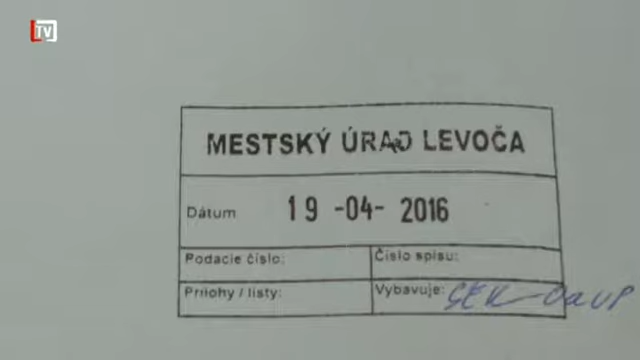 TV
MESTSKÝ ÚRAD LEVOČA
Dátum 19 -04- 2016
Podacie číslo: Číslo spisu:
Prílohy / listy: Vybavuje: